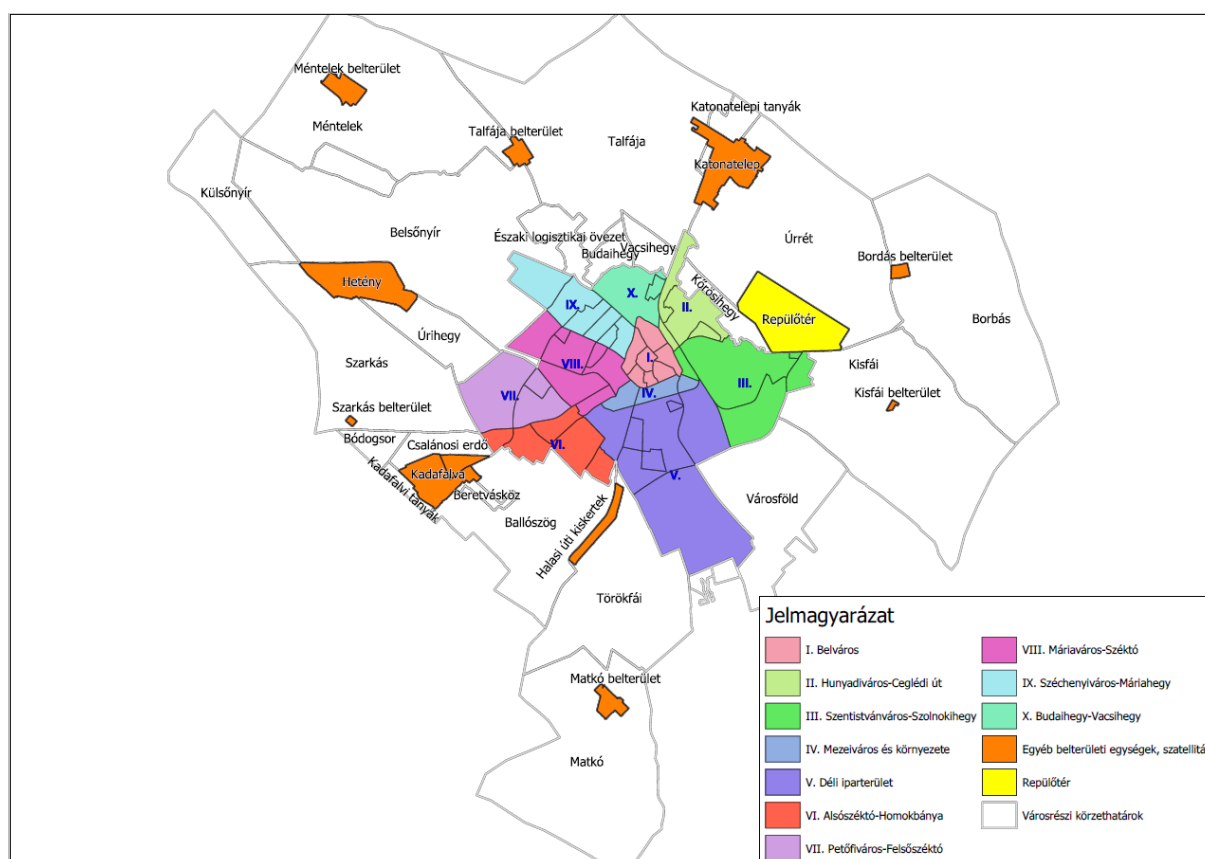 Méntelek belterület
Méntelek
Katonatelepi tanyák
Talfája belterület
Talfája
Katonatelep
Külsőnyír
Belsőnyír
Északi logisztikai övezet
Budaihegy
Vacsihegy
Úrrét
Bordás belterület
Hetény
Kőrösihegy
X.
IX.
II.
Repülőtér
Borbás
Úrihegy
Szarkás
VIII.
I.
III.
Kisfái
Kisfái belterület
VII.
IV.
Szarkás belterület
Bódogsor
Csalánosi erdő
VI.
Kadafalva
Kadafalvi tanyák
Beretvásköz
V.
Városföld
Ballószög
Halasi úti kiskertek
Törökfái
Matkó belterület
Matkó
Jelmagyarázat
I. Belváros
II. Hunyadiváros-Ceglédi út
III. Szentistvánváros-Szolnokihegy
IV. Mezeiváros és környezete
V. Déli iparterület
VI. Alsószéktó-Homokbánya
VII. Petőfiváros-Felsőszéktó
VIII. Máriaváros-Széktó
IX. Széchenyiváros-Máriahegy
X. Budaihegy-Vacsihegy
Egyéb belterületi egységek, szatellitá
Repülőtér
Városrészi körzethatárok